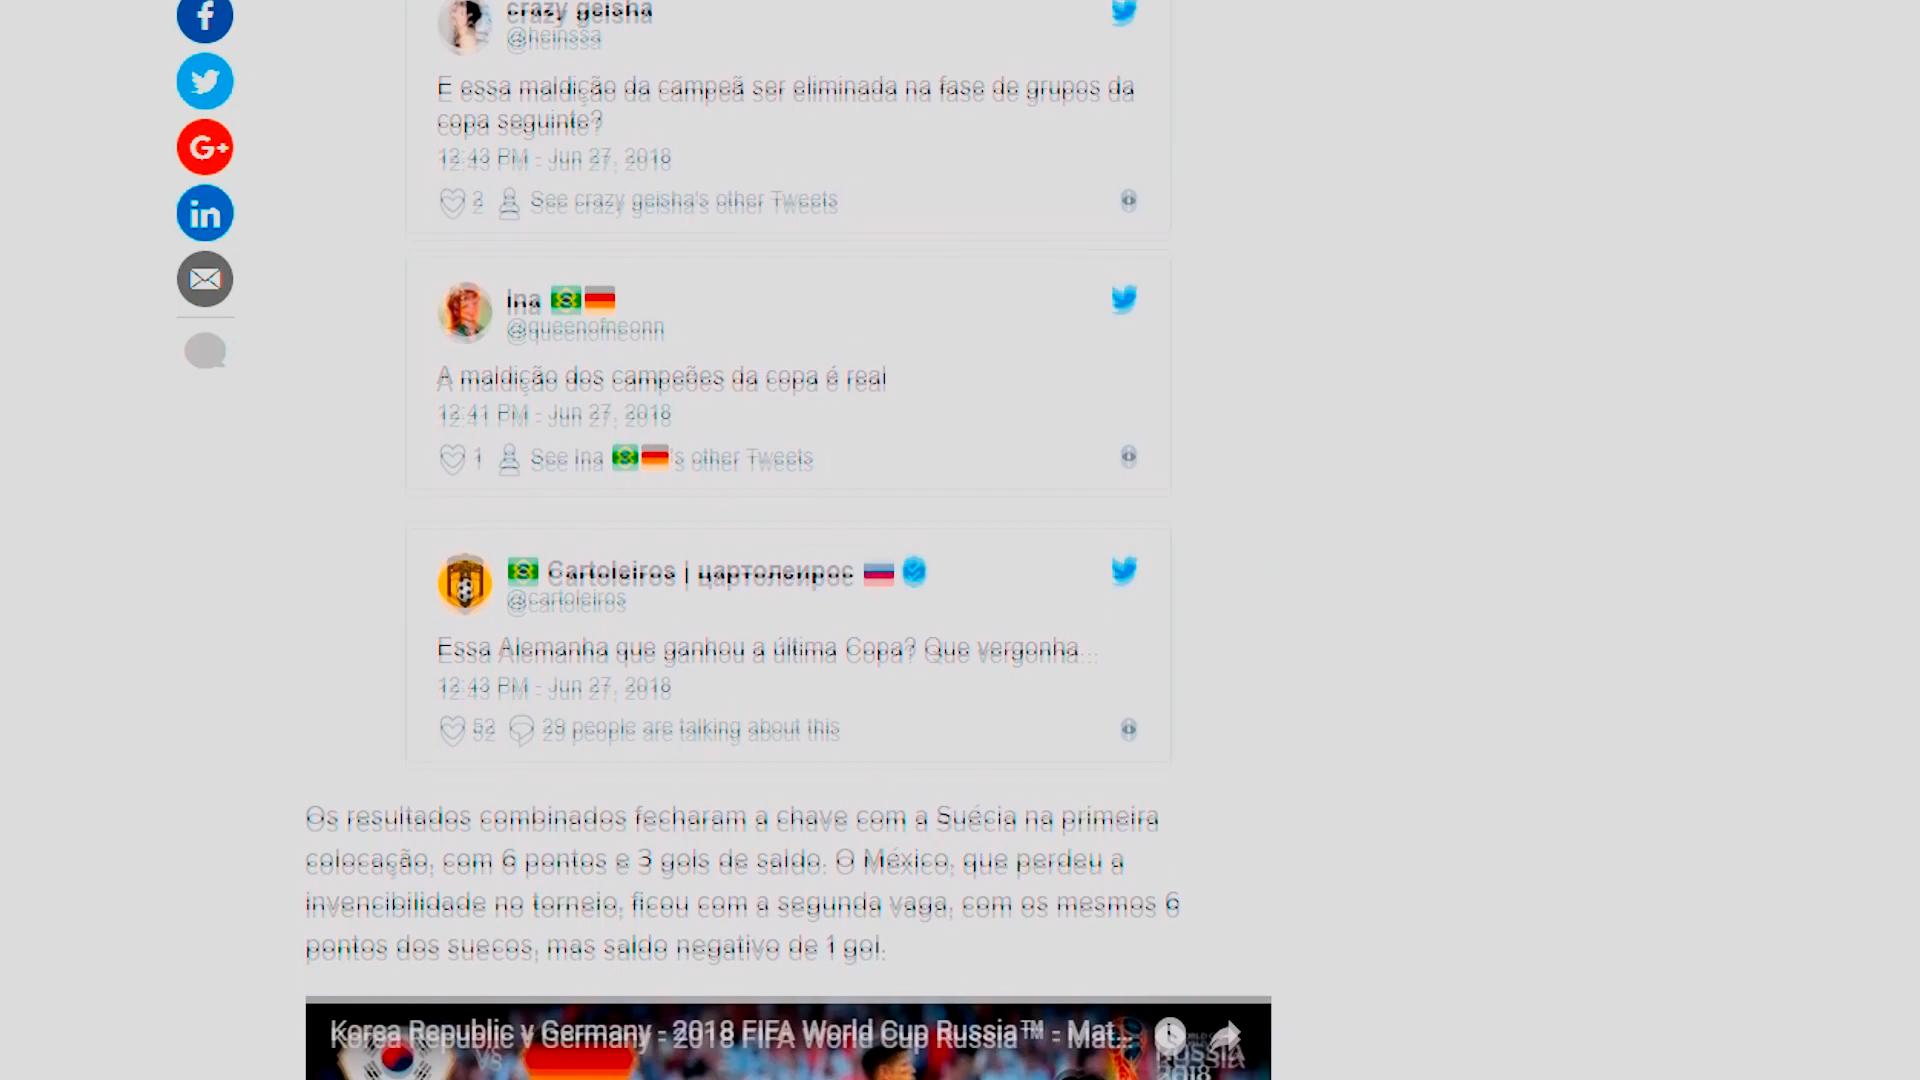 crazy geisha
@heinssa
E essa maldição da campeã ser eliminada na fase de grupos da
copa seguinte?
12:43 PM - Jun 27, 2018
2 See crazy geisha's other Tweets
Ina
@queenofneonn
A maldição dos campeões da copa é real
12:41 PM - Jun 27, 2018
1 See Ina 's other Tweets
Cartoleiros | цартолеирос
@cartoleiros
Essa Alemanha que ganhou a última Copa? Que vergonha...
12:43 PM - Jun 27, 2018
52 29 people are talking about this
Os resultados combinados fecharam a chave com a Suécia na primeira
colocação, com 6 pontos e 3 gols de saldo. O México, que perdeu a
invencibilidade no torneio, ficou com a segunda vaga, com os mesmos 6
pontos dos suecos, mas saldo negativo de 1 gol.
Korea Republic v Germany - 2018 FIFA World Cup Russia™ - Mat...
VS
RUSSIA
2018
f
G+
in